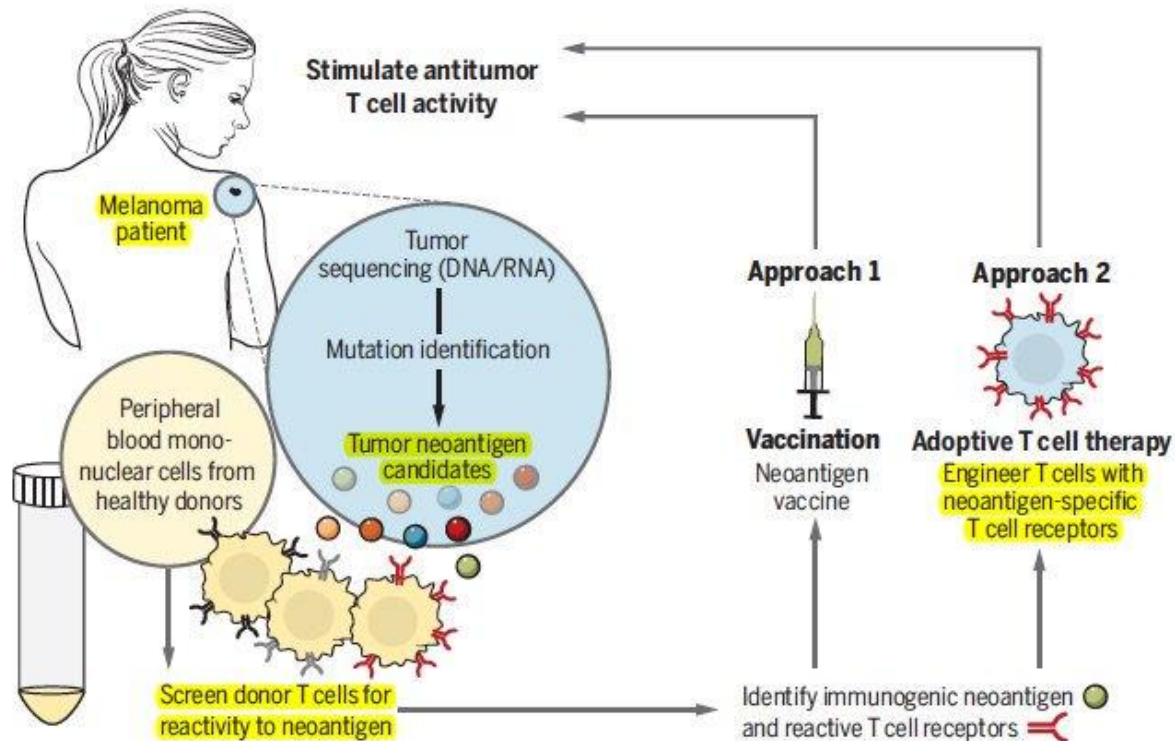 Stimulate antitumor
T cell activity
Melanoma
patient
Tumor
sequencing (DNA/RNA)
Mutation identification
Tumor neoantigen
candidates
Peripheral
blood mono-
nuclear cells from
healthy donors
Screen donor T cells for
reactivity to neoantigen
Identify immunogenic neoantigen
and reactive T cell receptors
Approach 1
Vaccination
Neoantigen
vaccine
Approach 2
Adoptive T cell therapy
Engineer T cells with
neoantigen-specific
T cell receptors